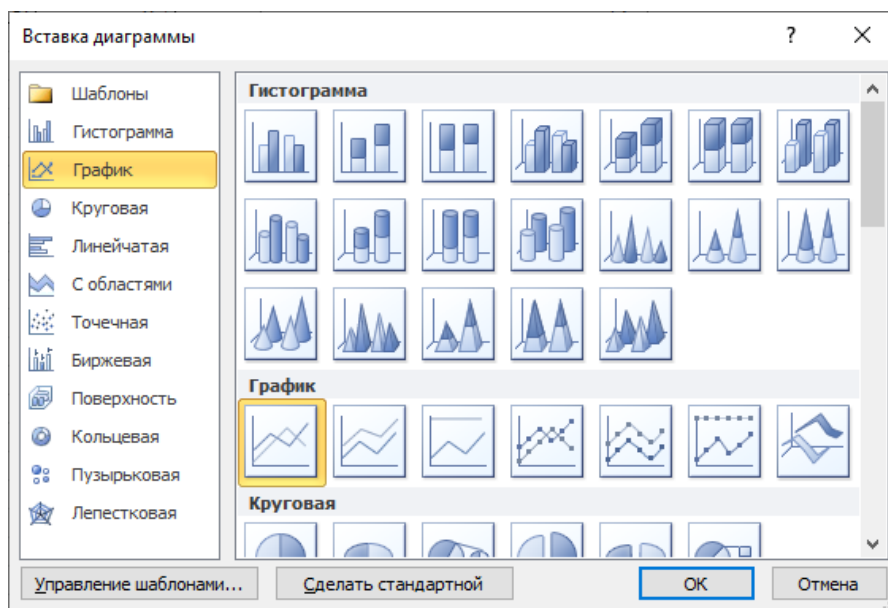 Вставка диаграммы
?
Шаблоны
Гистограмма
График
Круговая
Линейчатая
С областями
Точечная
Биржевая
Поверхность
Кольцевая
Пузырьковая
Лепестковая
Гистограмма
График
Круговая
Управление шаблонами...
Сделать стандартной
ОК
Отмена